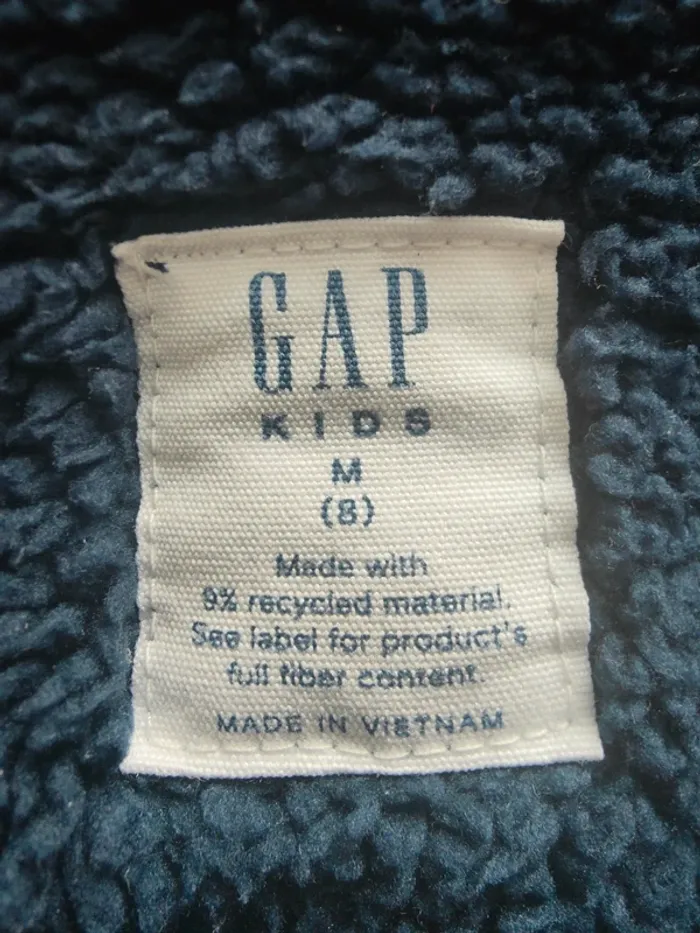 GAP
KIDS
M
(8)
Made with
9% recycled material.
See label for product's
full fiber content.
MADE IN VIETNAM